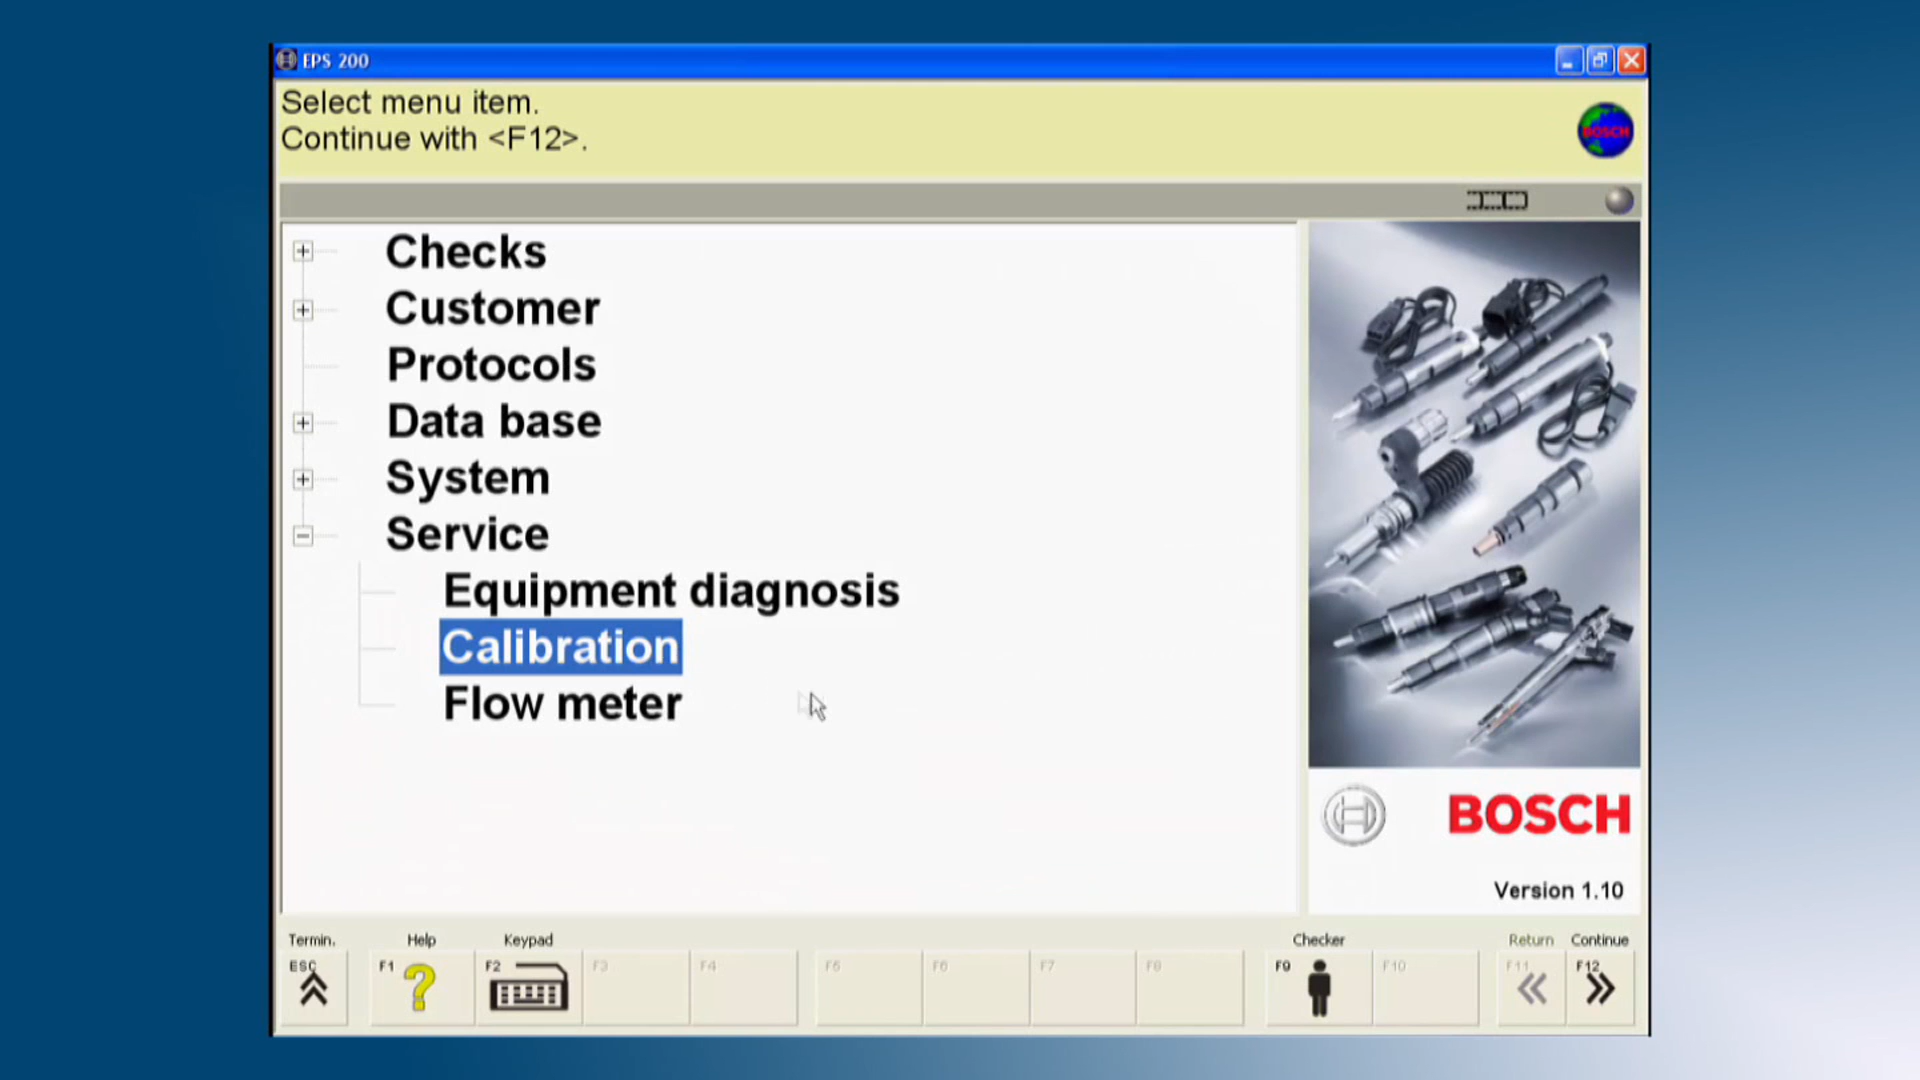 EPS 200
Select menu item.
Continue with <F12>.
BOSCH
Checks
Customer
Protocols
Data base
System
Service
Equipment diagnosis
Calibration
Flow meter
BOSCH
Version 1.10
Termin. Help Keypad Checker Return Continue
ESC F1 F2 F3 F4 F5 F6 F7 F8 F9 F10 F11 F12